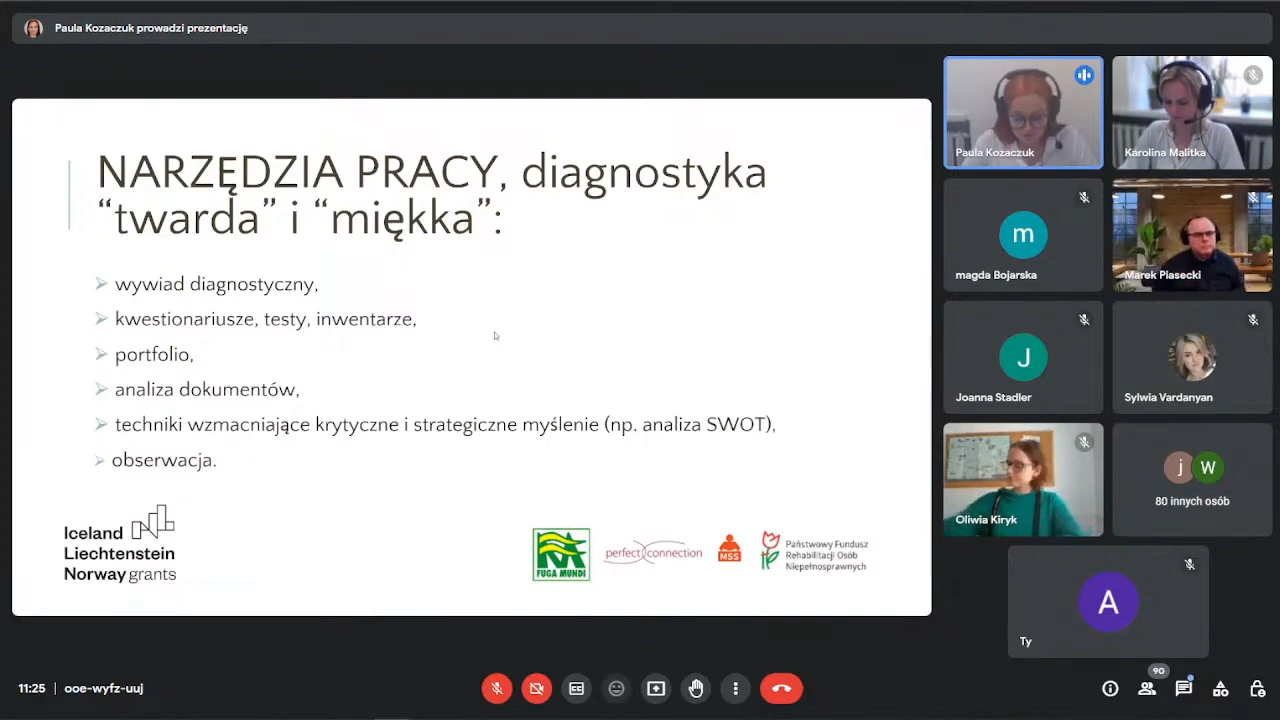 Paula Kozaczuk prowadzi prezentację
NARZĘDZIA PRACY, diagnostyka
“twarda” i “miękka”:
wywiad diagnostyczny,
kwestionariusze, testy, inwentarze,
portfolio,
analiza dokumentów,
techniki wzmacniające krytyczne i strategiczne myślenie (np. analiza SWOT),
obserwacja.
Iceland
Liechtenstein
Norway grants
FUGA MUNDI
perfect connection
MSS
Państwowy Fundusz
Rehabilitacji Osób
Niepełnosprawnych
Paula Kozaczuk
Karolina Malitka
m
magda Bojarska
Marek Piasecki
J
Joanna Stadler
Sylwia Vardanyan
Oliwia Kiryk
j W
80 innych osób
A
Ty
11:25 ooe-wyfz-uuj
90